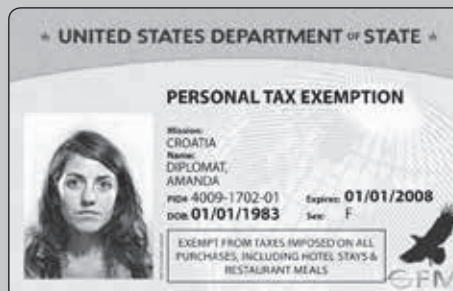 ★ UNITED STATES DEPARTMENT OF STATE ★
PERSONAL TAX EXEMPTION
Mission:
CROATIA
Name:
DIPLOMAT,
AMANDA
PID# 4009-1702-01 Expires: 01/01/2008
DOB: 01/01/1983 Sex: F
EXEMPT FROM TAXES IMPOSED ON ALL
PURCHASES, INCLUDING HOTEL STAYS &
RESTAURANT MEALS